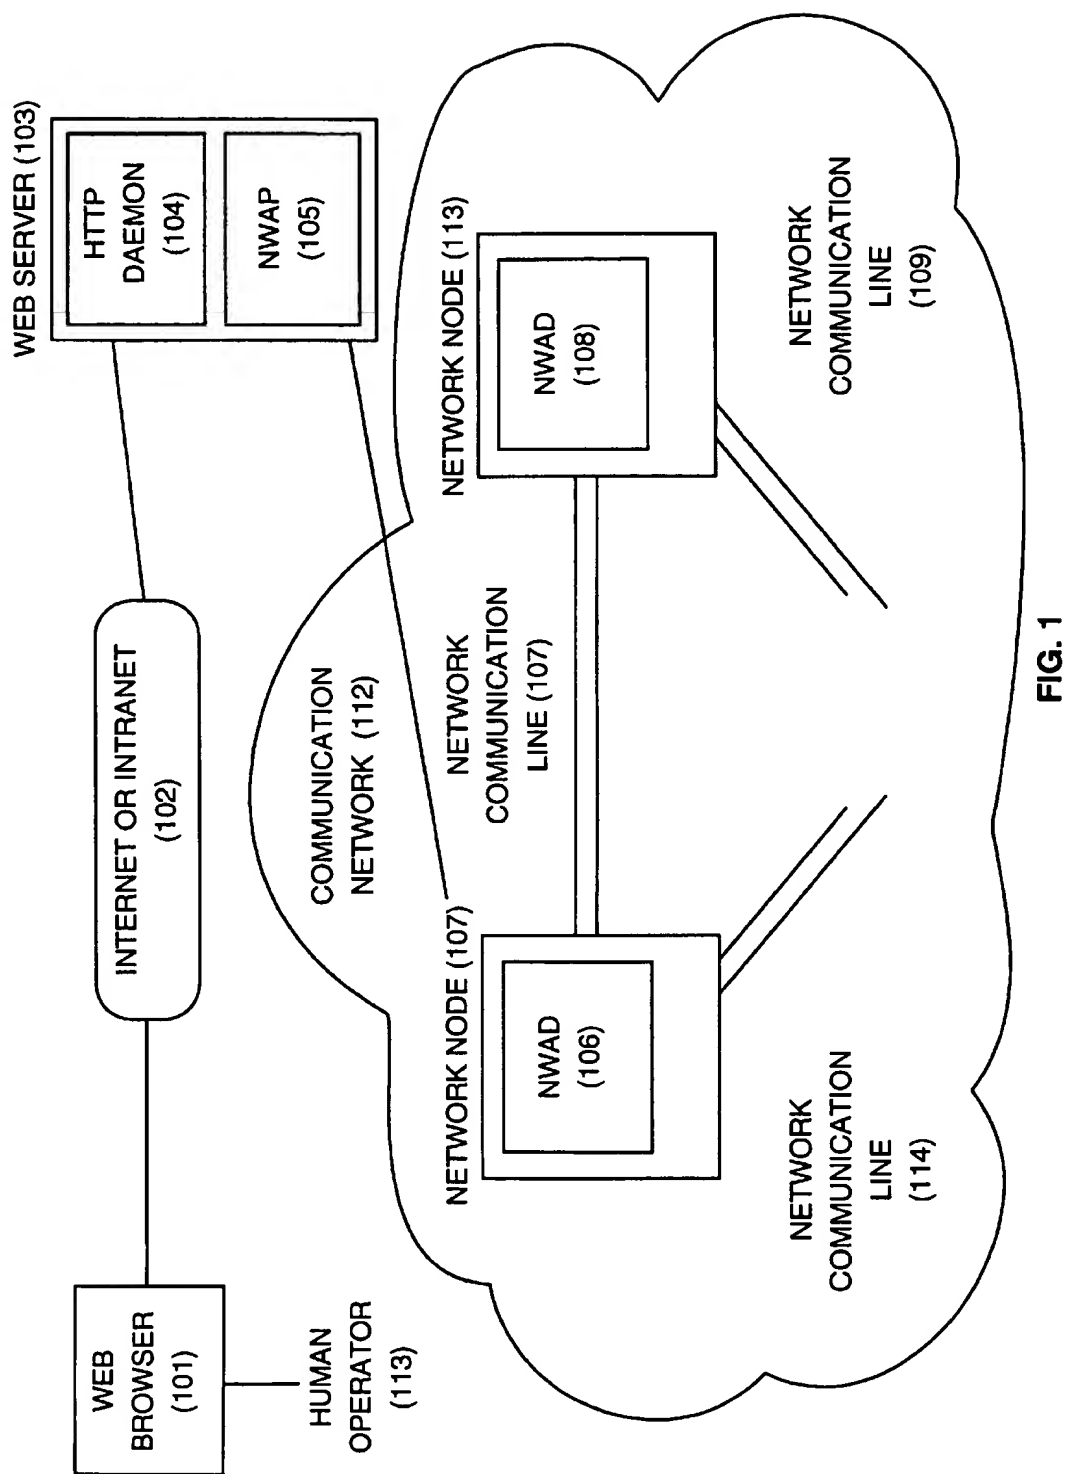 WEB
BROWSER
(101)
HUMAN
OPERATOR
(113)
INTERNET OR INTRANET
(102)
WEB SERVER (103)
HTTP
DAEMON
(104)
NWAP
(105)
COMMUNICATION
NETWORK (112)
NETWORK NODE (107)
NWAD
(106)
NETWORK
COMMUNICATION
LINE (107)
NETWORK NODE (113)
NWAD
(108)
NETWORK
COMMUNICATION
LINE
(114)
NETWORK
COMMUNICATION
LINE
(109)
FIG. 1